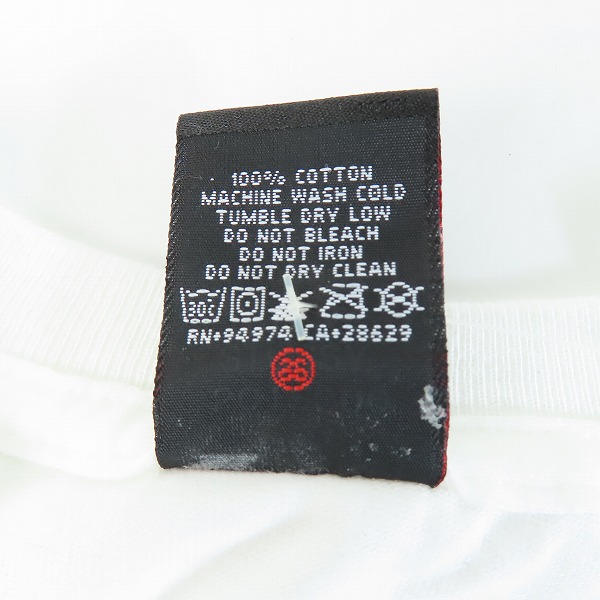 100% COTTON
MACHINE WASH COLD
TUMBLE DRY LOW
DO NOT BLEACH
DO NOT IRON
DO NOT DRY CLEAN
30C
RN+94974 CA+28629